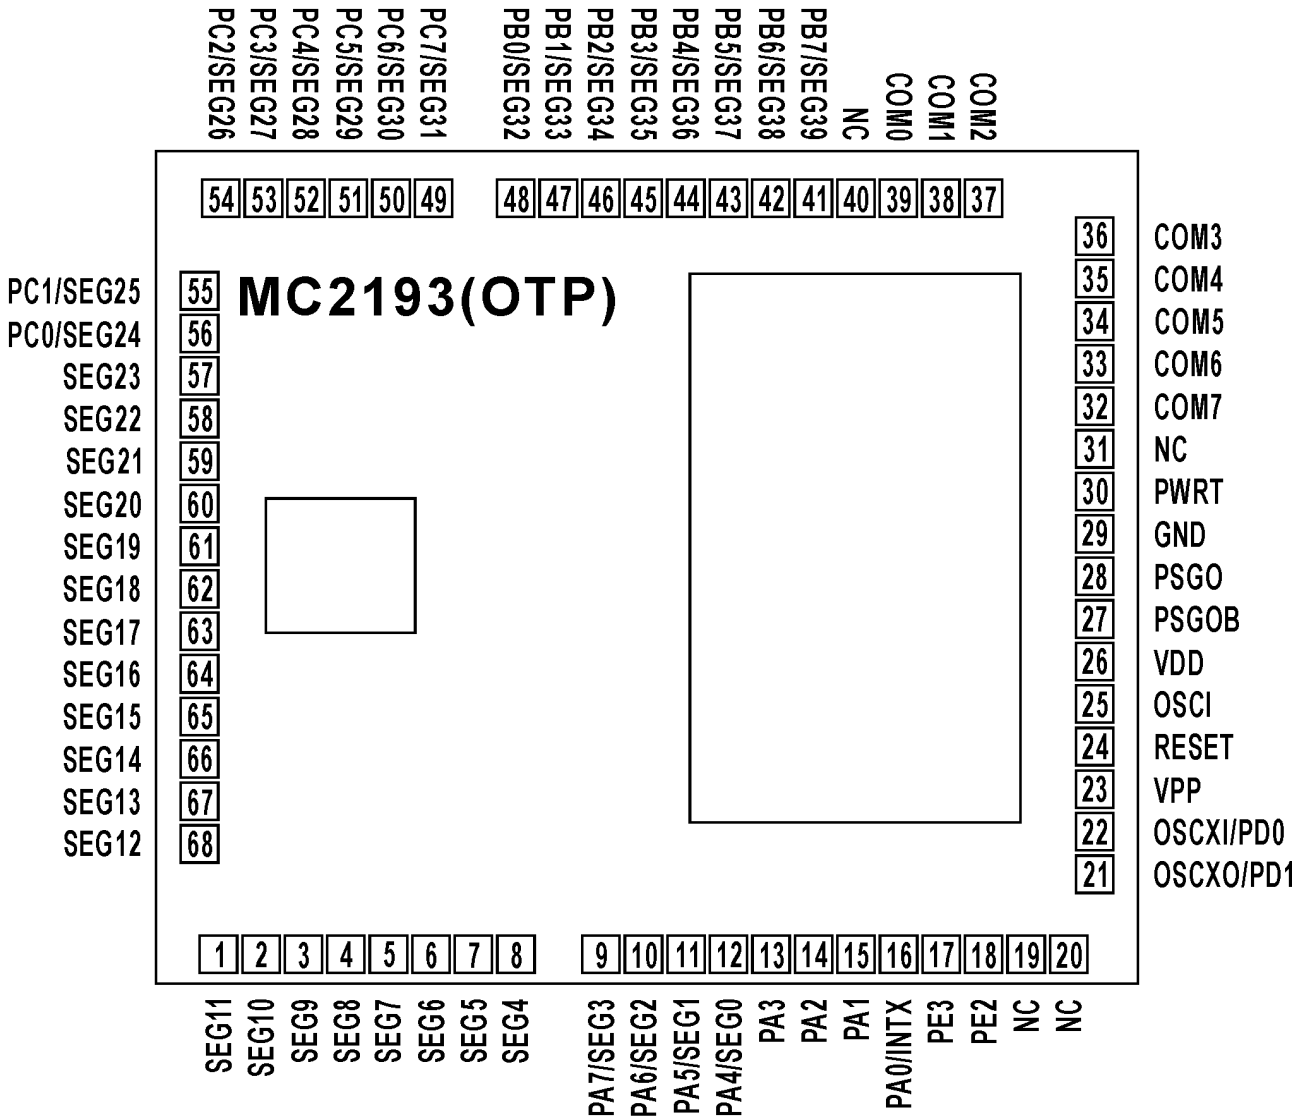 PC2/SEG26
PC3/SEG27
PC4/SEG28
PC5/SEG29
PC6/SEG30
PC7/SEG31
PB0/SEG32
PB1/SEG33
PB2/SEG34
PB3/SEG35
PB4/SEG36
PB5/SEG37
PB6/SEG38
PB7/SEG39
NC
COM0
COM1
COM2
54 53 52 51 50 49 48 47 46 45 44 43 42 41 40 39 38 37
MC2193(OTP)
PC1/SEG25 55
PC0/SEG24 56
SEG23 57
SEG22 58
SEG21 59
SEG20 60
SEG19 61
SEG18 62
SEG17 63
SEG16 64
SEG15 65
SEG14 66
SEG13 67
SEG12 68
36 COM3
35 COM4
34 COM5
33 COM6
32 COM7
31 NC
30 PWRT
29 GND
28 PSGO
27 PSGOB
26 VDD
25 OSCI
24 RESET
23 VPP
22 OSCXI/PD0
21 OSCXO/PD1
1 2 3 4 5 6 7 8 9 10 11 12 13 14 15 16 17 18 19 20
SEG11
SEG10
SEG9
SEG8
SEG7
SEG6
SEG5
SEG4
PA7/SEG3
PA6/SEG2
PA5/SEG1
PA4/SEG0
PA3
PA2
PA1
PA0/INTX
PE3
PE2
NC
NC